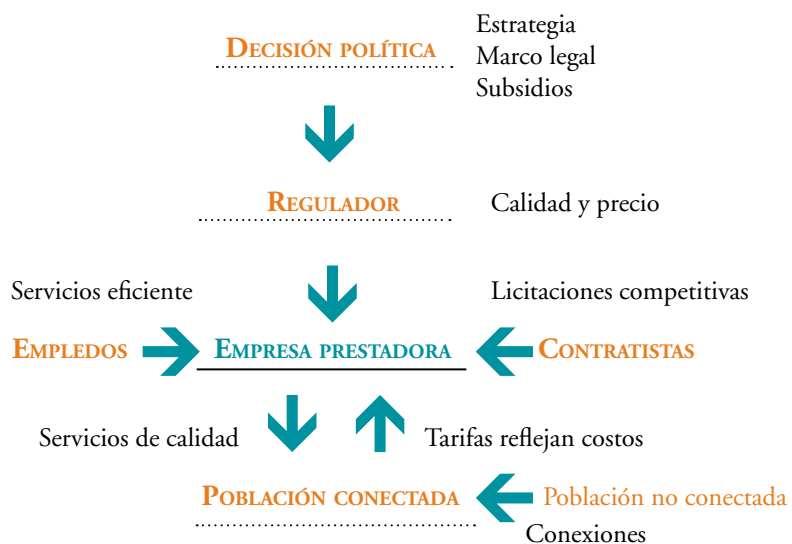 DECISIÓN POLÍTICA
Estrategia
Marco legal
Subsidios
REGULADOR
Calidad y precio
Servicios eficiente
Licitaciones competitivas
EMPLEDOS
EMPRESA PRESTADORA
CONTRATISTAS
Servicios de calidad
Tarifas reflejan costos
POBLACIÓN CONECTADA
Población no conectada
Conexiones